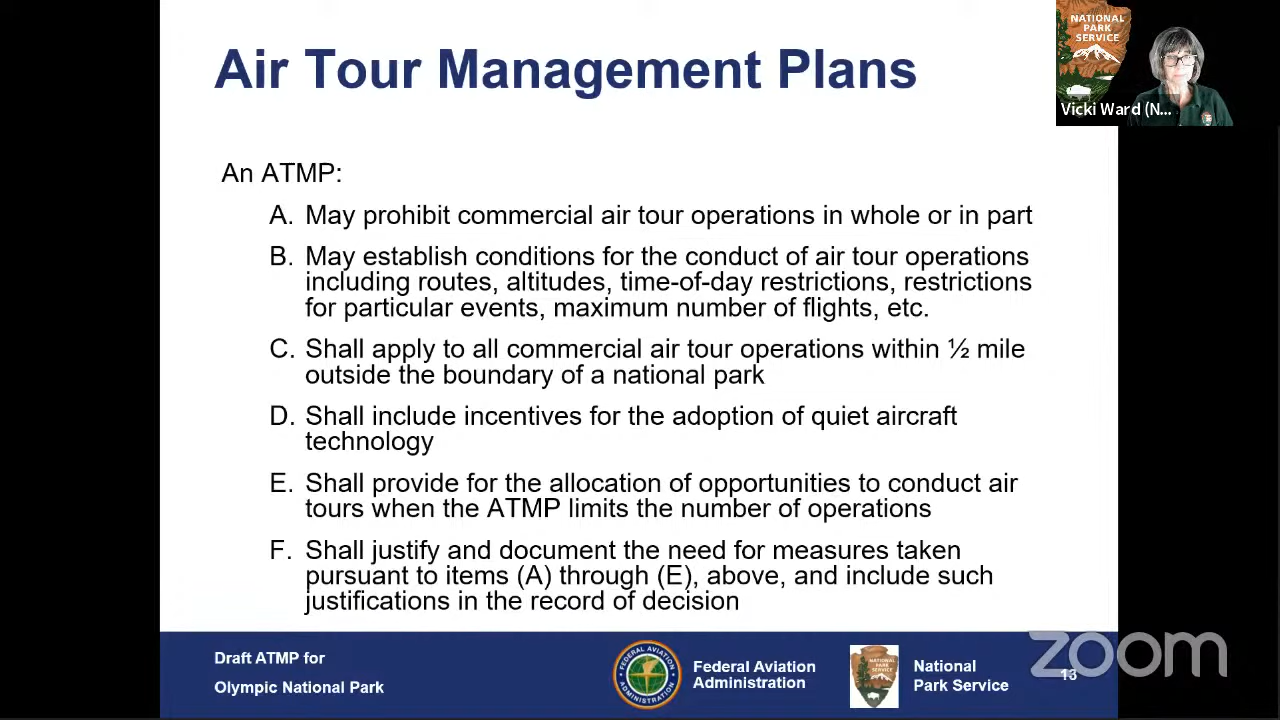 Air Tour Management Plans
NATIONAL
PARK
SERVICE
Vicki Ward (N...
An ATMP:
A. May prohibit commercial air tour operations in whole or in part
B. May establish conditions for the conduct of air tour operations
including routes, altitudes, time-of-day restrictions, restrictions
for particular events, maximum number of flights, etc.
C. Shall apply to all commercial air tour operations within ½ mile
outside the boundary of a national park
D. Shall include incentives for the adoption of quiet aircraft
technology
E. Shall provide for the allocation of opportunities to conduct air
tours when the ATMP limits the number of operations
F. Shall justify and document the need for measures taken
pursuant to items (A) through (E), above, and include such
justifications in the record of decision
Draft ATMP for
Olympic National Park
FEDERAL AVIATION
ADMINISTRATION
Federal Aviation
Administration
NATIONAL
PARK
SERVICE
National
Park Service
13
zoom